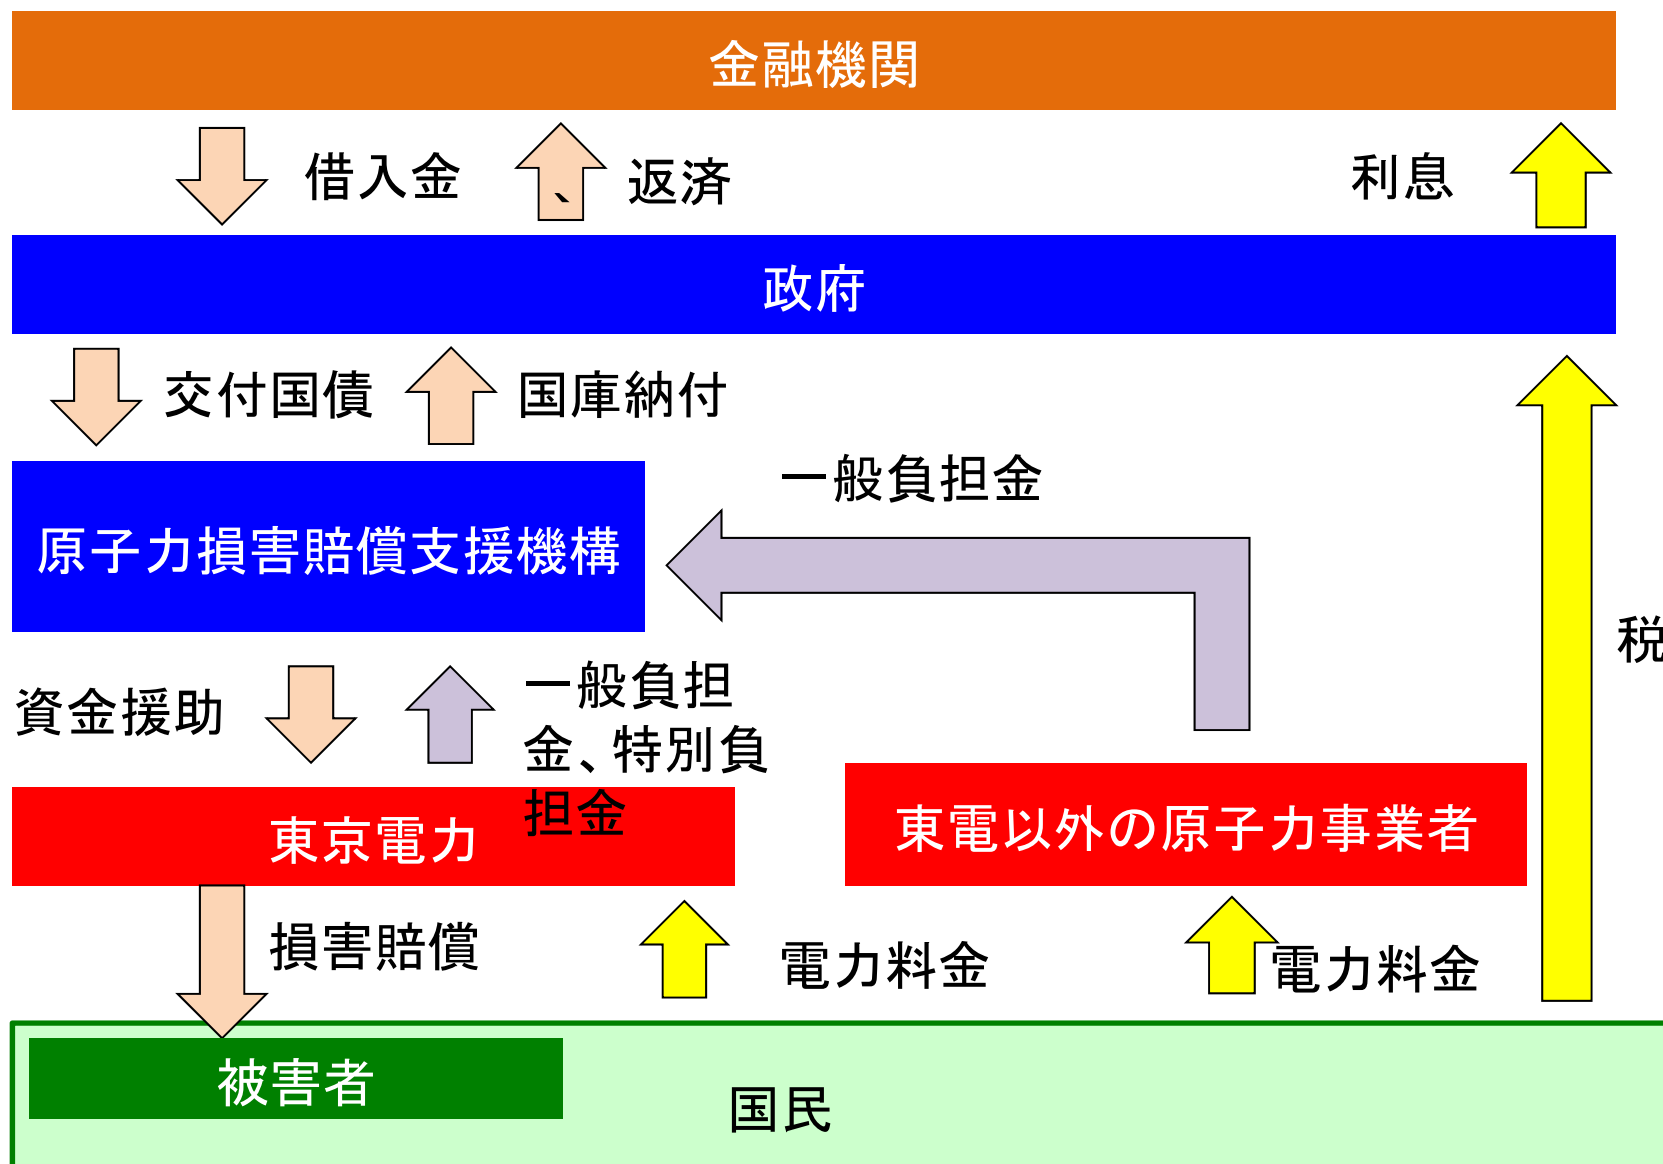 金融機関
借入金
、
返済
利息
政府
交付国債
国庫納付
一般負担金
原子力損害賠償支援機構
税
資金援助
一般負担
金、特別負
担金
東京電力
東電以外の原子力事業者
損害賠償
電力料金
電力料金
被害者
国民